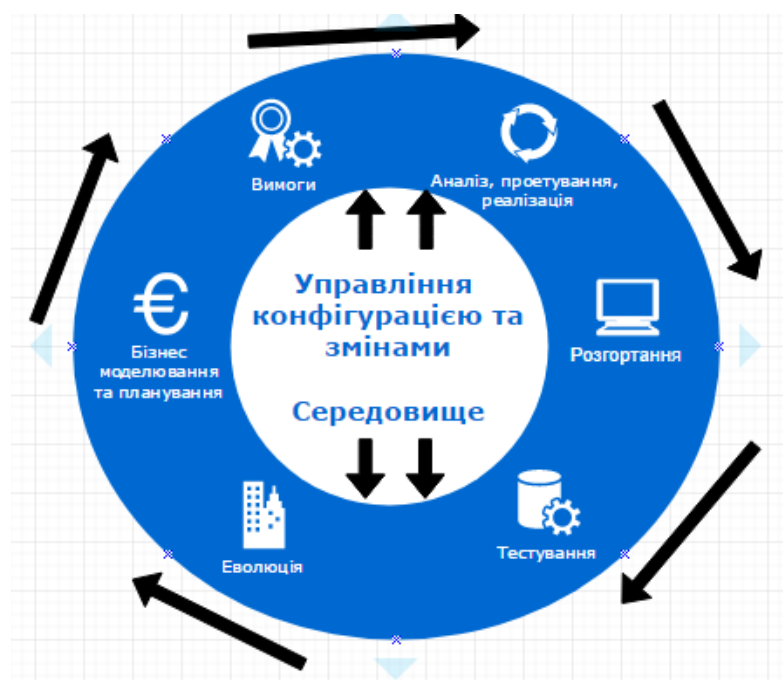 Вимоги
Аналіз, проетування,
реалізація
Управління
конфігурацією та
змінами
Середовище
Бізнес
моделювання
та планування
Розгортання
Еволюція
Тестування